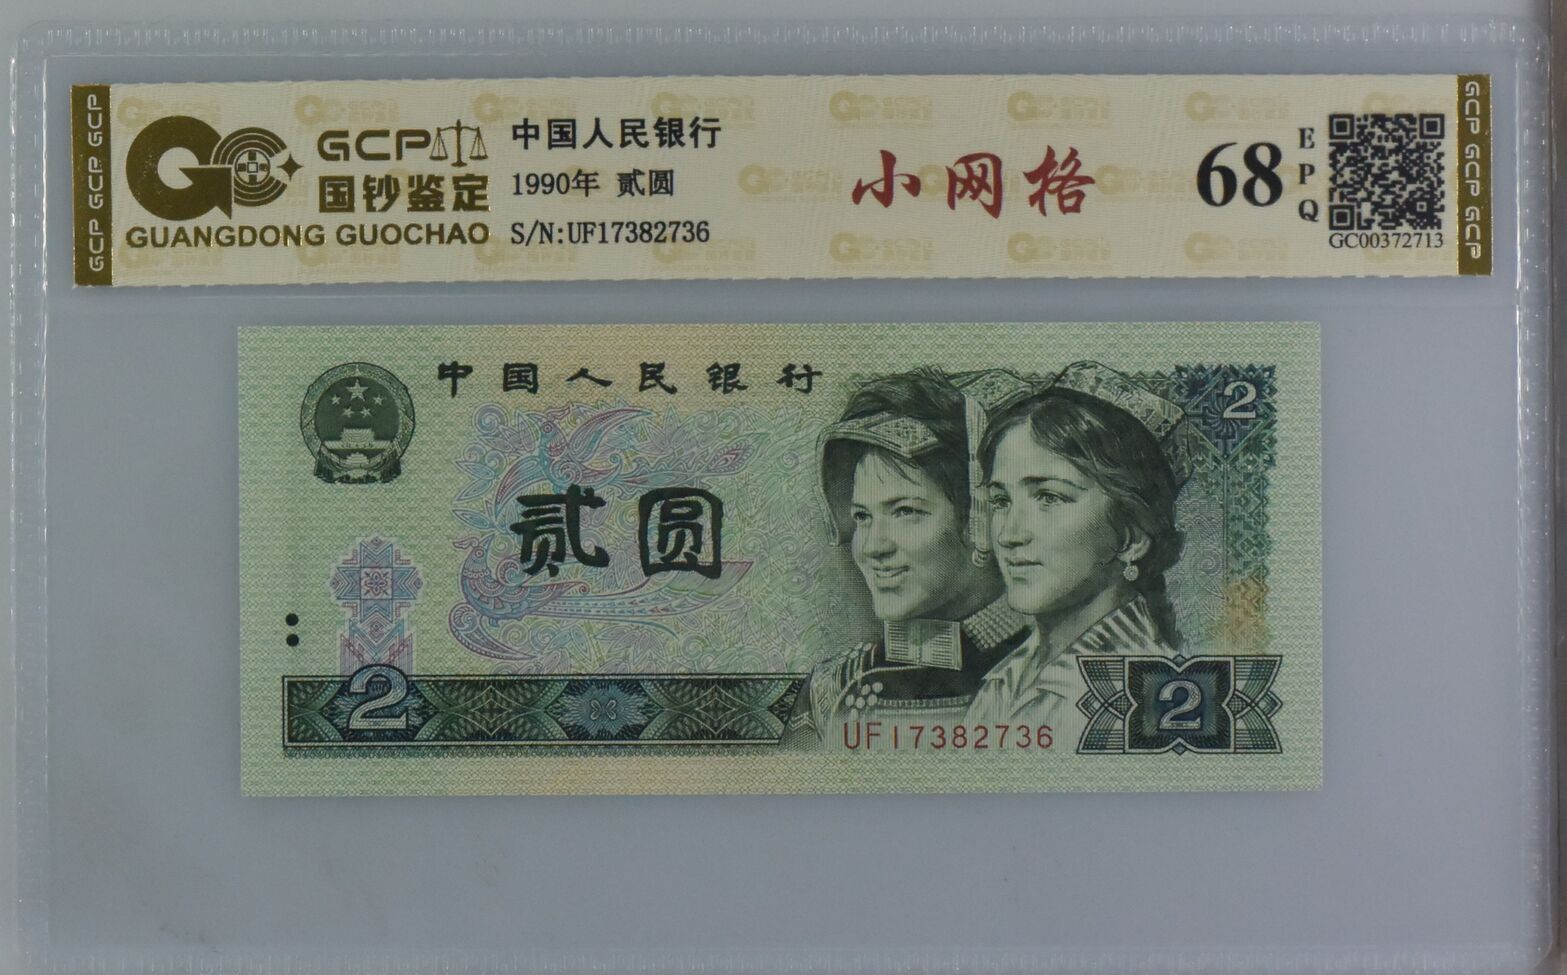 GCP GCP GCP
GCP
国钞鉴定
GUANGDONG GUOCHAO
中国人民银行
1990年 贰圆
S/N:UF17382736
小网格
68
EPQ
GC00372713
GCP GCP GCP
中国人民银行
2
贰圆
2
2
UF17382736